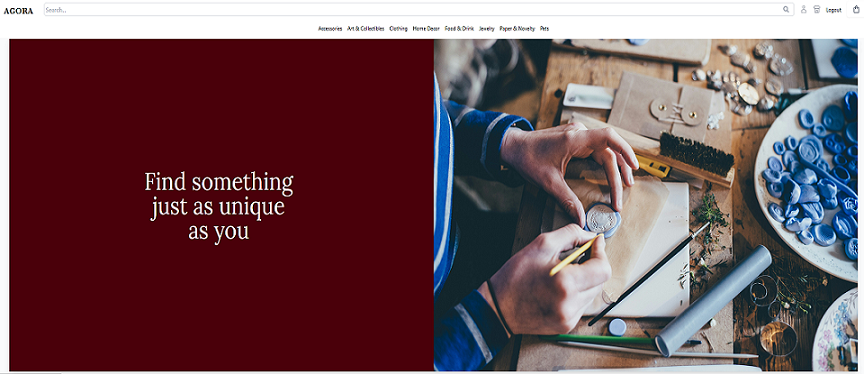 AGORA
Search...
Logout
Accessories Art & Collectibles Clothing Home Decor Food & Drink Jewelry Paper & Novelty Pets
Find something
just as unique
as you